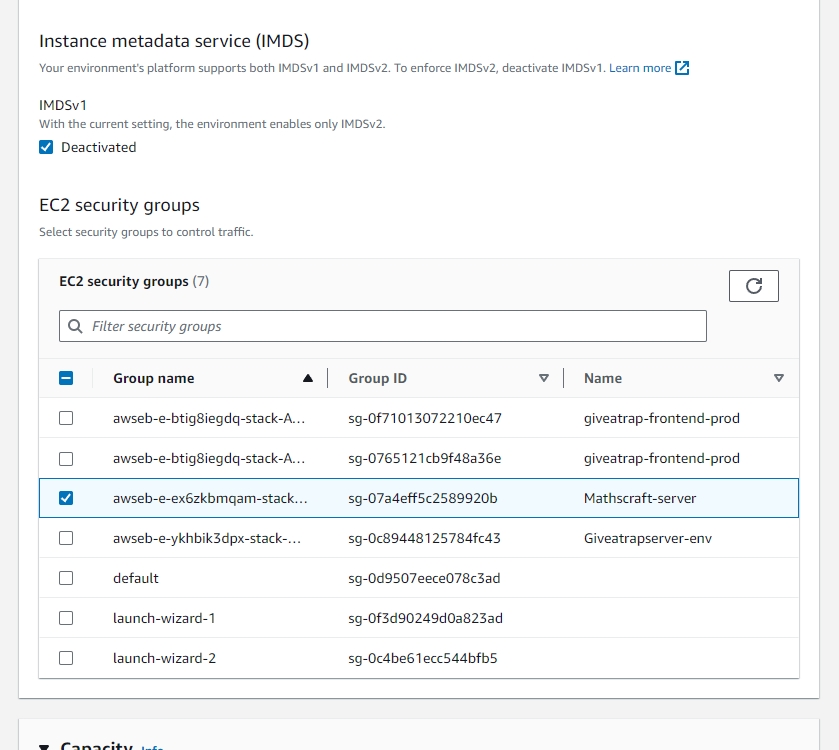 Instance metadata service (IMDS)
Your environment's platform supports both IMDSv1 and IMDSv2. To enforce IMDSv2, deactivate IMDSv1. Learn more
IMDSv1
With the current setting, the environment enables only IMDSv2.
Deactivated
EC2 security groups
Select security groups to control traffic.
EC2 security groups (7)
Filter security groups
Group name Group ID Name
awseb-e-btig8iegdq-stack-A... sg-0f71013072210ec47 giveatrap-frontend-prod
awseb-e-btig8iegdq-stack-A... sg-0765121cb9f48a36e giveatrap-frontend-prod
awseb-e-ex6zkbmqam-stack... sg-07a4eff5c2589920b Mathscraft-server
awseb-e-ykhbik3dpx-stack-... sg-0c89448125784fc43 Giveatrapserver-env
default sg-0d9507eece078c3ad
launch-wizard-1 sg-0f3d90249d0a823ad
launch-wizard-2 sg-0c4be61ecc544bfb5
Capacity Info